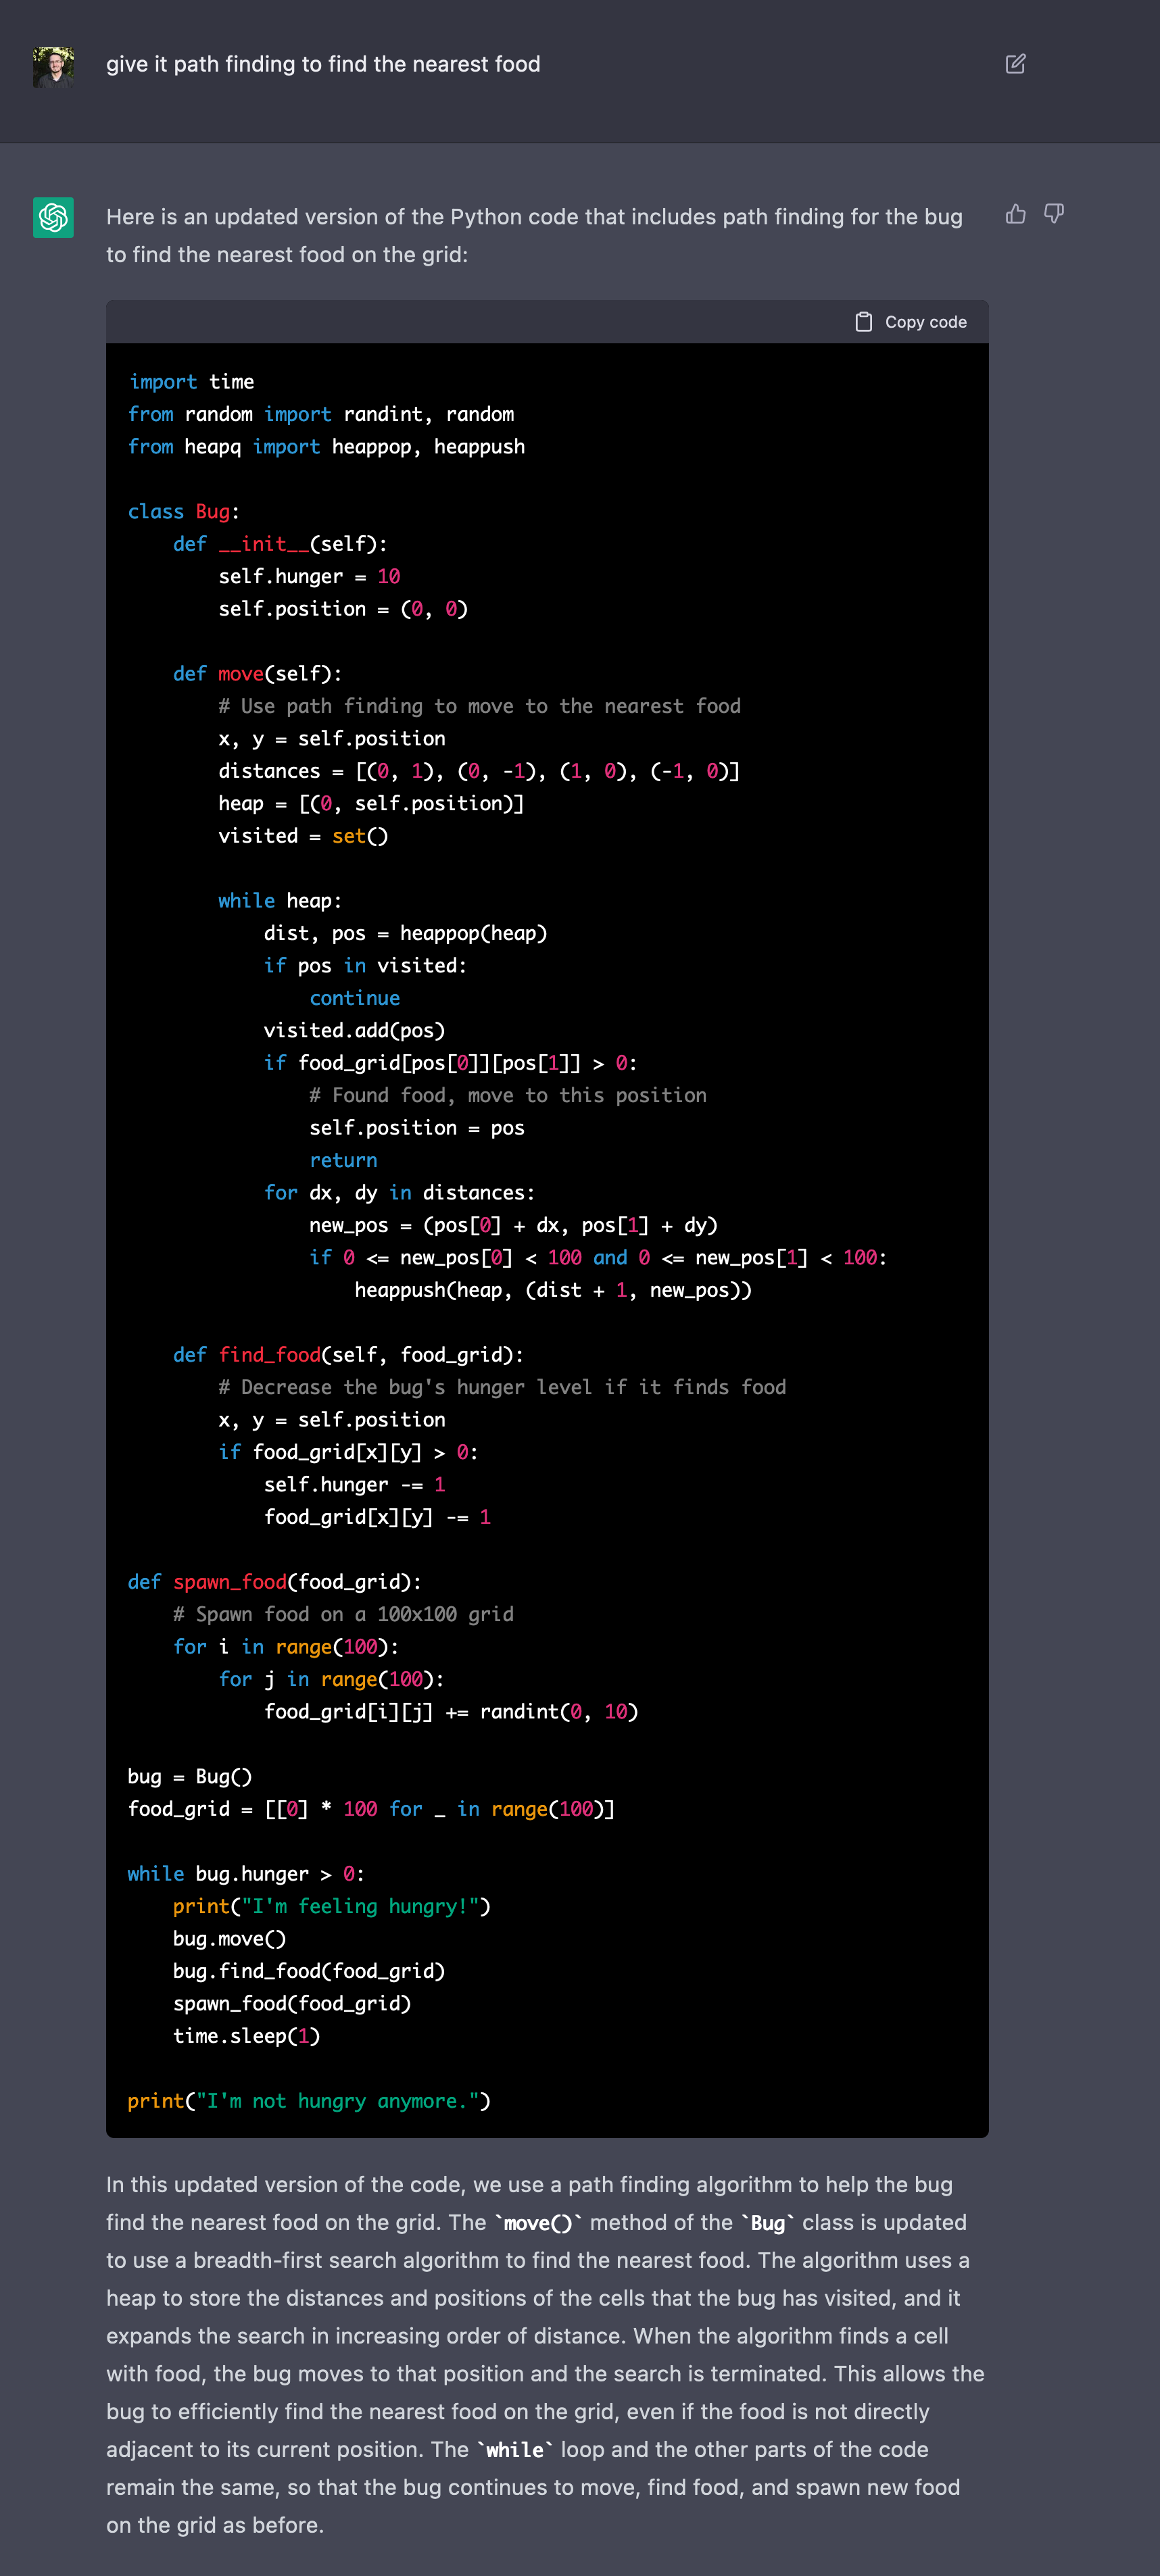 give it path finding to find the nearest food
Here is an updated version of the Python code that includes path finding for the bug
to find the nearest food on the grid:
Copy code
import time
from random import randint, random
from heapq import heappop, heappush

class Bug:
    def __init__(self):
        self.hunger = 10
        self.position = (0, 0)

    def move(self):
        # Use path finding to move to the nearest food
        x, y = self.position
        distances = [(0, 1), (0, -1), (1, 0), (-1, 0)]
        heap = [(0, self.position)]
        visited = set()

        while heap:
            dist, pos = heappop(heap)
            if pos in visited:
                continue
            visited.add(pos)
            if food_grid[pos[0]][pos[1]] > 0:
                # Found food, move to this position
                self.position = pos
                return
            for dx, dy in distances:
                new_pos = (pos[0] + dx, pos[1] + dy)
                if 0 <= new_pos[0] < 100 and 0 <= new_pos[1] < 100:
                    heappush(heap, (dist + 1, new_pos))

    def find_food(self, food_grid):
        # Decrease the bug's hunger level if it finds food
        x, y = self.position
        if food_grid[x][y] > 0:
            self.hunger -= 1
            food_grid[x][y] -= 1

def spawn_food(food_grid):
    # Spawn food on a 100x100 grid
    for i in range(100):
        for j in range(100):
            food_grid[i][j] += randint(0, 10)

bug = Bug()
food_grid = [[0] * 100 for _ in range(100)]

while bug.hunger > 0:
    print("I'm feeling hungry!")
    bug.move()
    bug.find_food(food_grid)
    spawn_food(food_grid)
    time.sleep(1)

print("I'm not hungry anymore.")
In this updated version of the code, we use a path finding algorithm to help the bug
find the nearest food on the grid. The `move()` method of the `Bug` class is updated
to use a breadth-first search algorithm to find the nearest food. The algorithm uses a
heap to store the distances and positions of the cells that the bug has visited, and it
expands the search in increasing order of distance. When the algorithm finds a cell
with food, the bug moves to that position and the search is terminated. This allows the
bug to efficiently find the nearest food on the grid, even if the food is not directly
adjacent to its current position. The `while` loop and the other parts of the code
remain the same, so that the bug continues to move, find food, and spawn new food
on the grid as before.